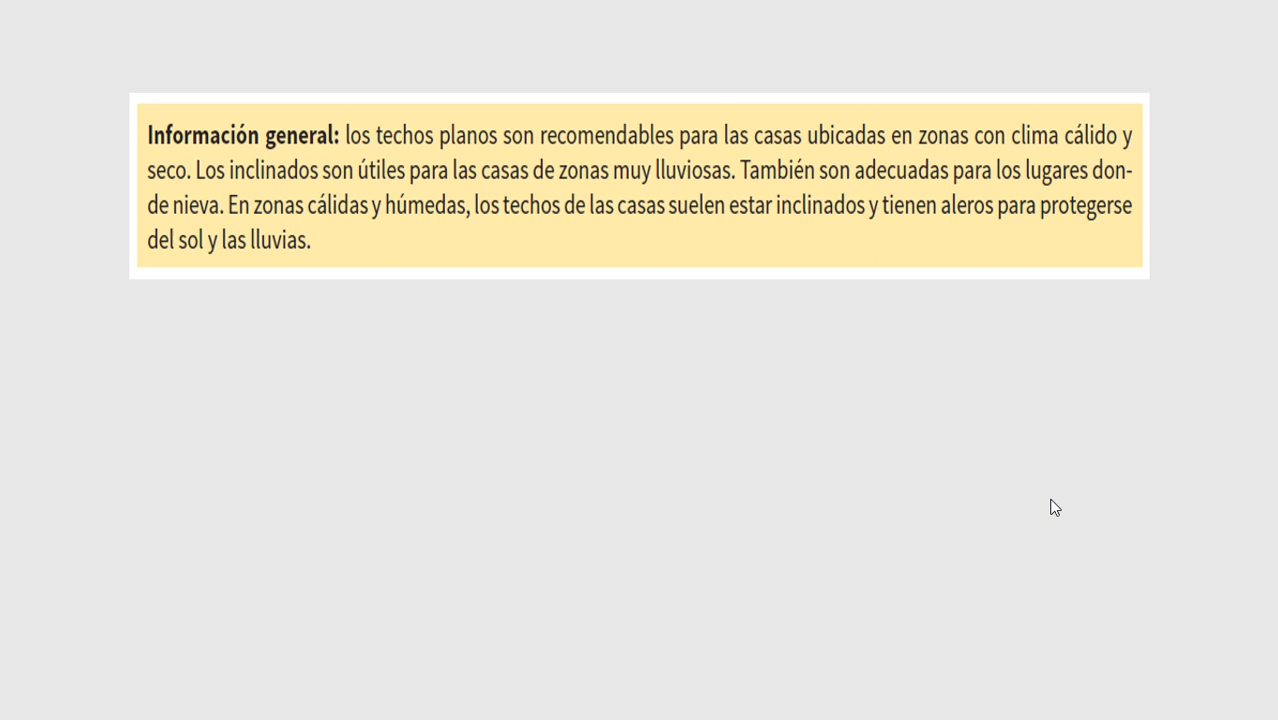 Información general: los techos planos son recomendables para las casas ubicadas en zonas con clima cálido y
seco. Los inclinados son útiles para las casas de zonas muy lluviosas. También son adecuadas para los lugares don-
de nieva. En zonas cálidas y húmedas, los techos de las casas suelen estar inclinados y tienen aleros para protegerse
del sol y las lluvias.